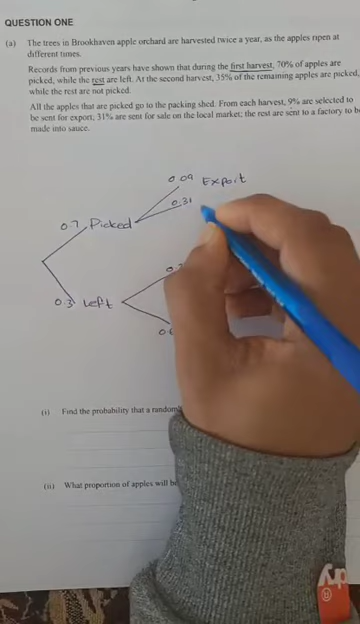 QUESTION ONE
(a) The trees in Brookhaven apple orchard are harvested twice a year, as the apples ripen at
different times.
Records from previous years have shown that during the first harvest, 70% of apples are
picked, while the rest are left. At the second harvest, 35% of the remaining apples are picked,
while the rest are not picked.
All the apples that are picked go to the packing shed. From each harvest, 9% are selected to
be sent for export; 31% are sent for sale on the local market; the rest are sent to a factory to be
made into sauce.
0.09 Export
0.31
0.7 Picked
0.3 Left
(i) Find the probability that a
(ii) What proportion of apples will